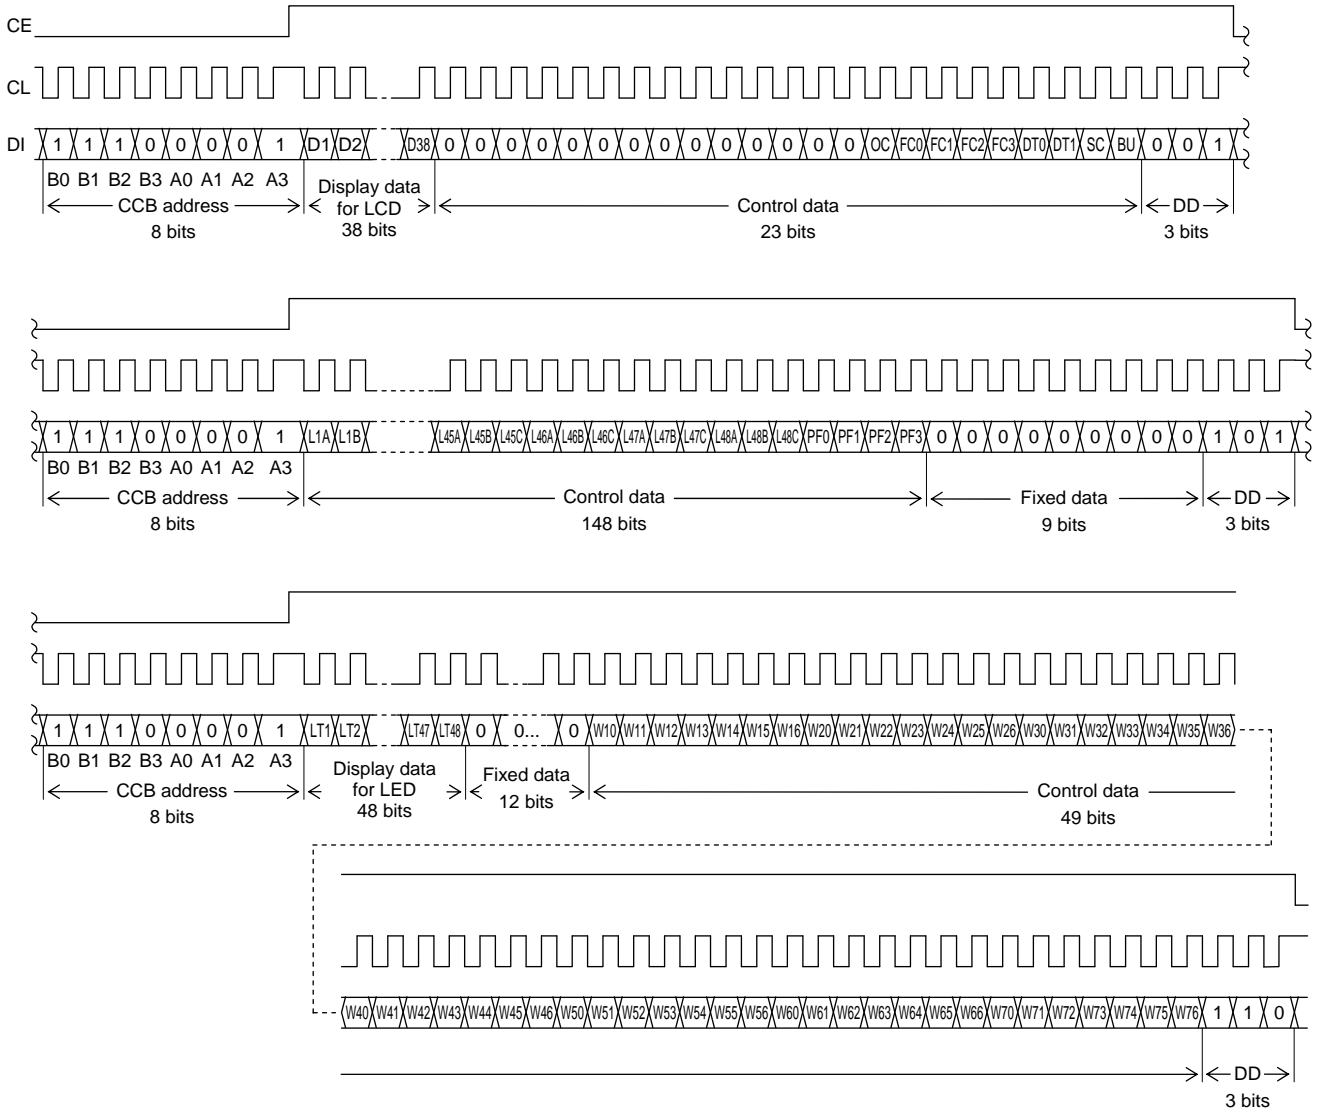 CE
CL
DI 1 1 1 0 0 0 0 1 D1 D2 D38 0 0 0 0 0 0 0 0 0 0 0 0 0 0 OC FC0 FC1 FC2 FC3 DT0 DT1 SC BU 0 0 1
B0 B1 B2 B3 A0 A1 A2 A3
CCB address
8 bits
Display data
for LCD
38 bits
Control data
23 bits
DD
3 bits
1 1 1 0 0 0 0 1 L1A L1B L45A L45B L45C L46A L46B L46C L47A L47B L47C L48A L48B L48C PF0 PF1 PF2 PF3 0 0 0 0 0 0 0 0 0 1 0 1
B0 B1 B2 B3 A0 A1 A2 A3
CCB address
8 bits
Control data
148 bits
Fixed data
9 bits
DD
3 bits
1 1 1 0 0 0 0 1 LT1 LT2 LT47 LT48 0 0... 0 W10 W11 W12 W13 W14 W15 W16 W20 W21 W22 W23 W24 W25 W26 W30 W31 W32 W33 W34 W35 W36
B0 B1 B2 B3 A0 A1 A2 A3
CCB address
8 bits
Display data
for LED
48 bits
Fixed data
12 bits
Control data
49 bits
W40 W41 W42 W43 W44 W45 W46 W50 W51 W52 W53 W54 W55 W56 W60 W61 W62 W63 W64 W65 W66 W70 W71 W72 W73 W74 W75 W76 1 1 0
DD
3 bits